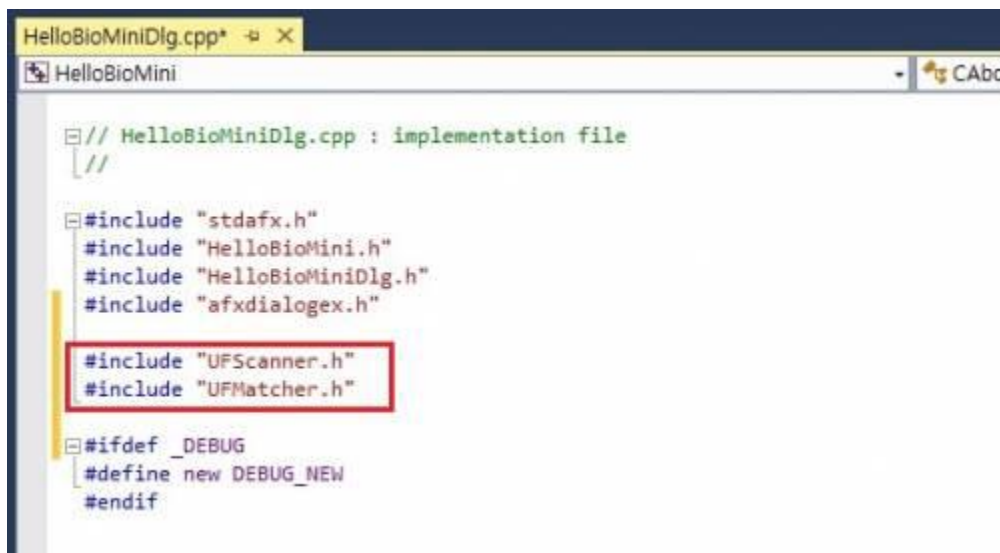 HelloBioMiniDlg.cpp*
HelloBioMini
// HelloBioMiniDlg.cpp : implementation file
//
#include "stdafx.h"
#include "HelloBioMini.h"
#include "HelloBioMiniDlg.h"
#include "afxdialogex.h"
#include "UFScanner.h"
#include "UFMatcher.h"
#ifdef _DEBUG
#define new DEBUG_NEW
#endif